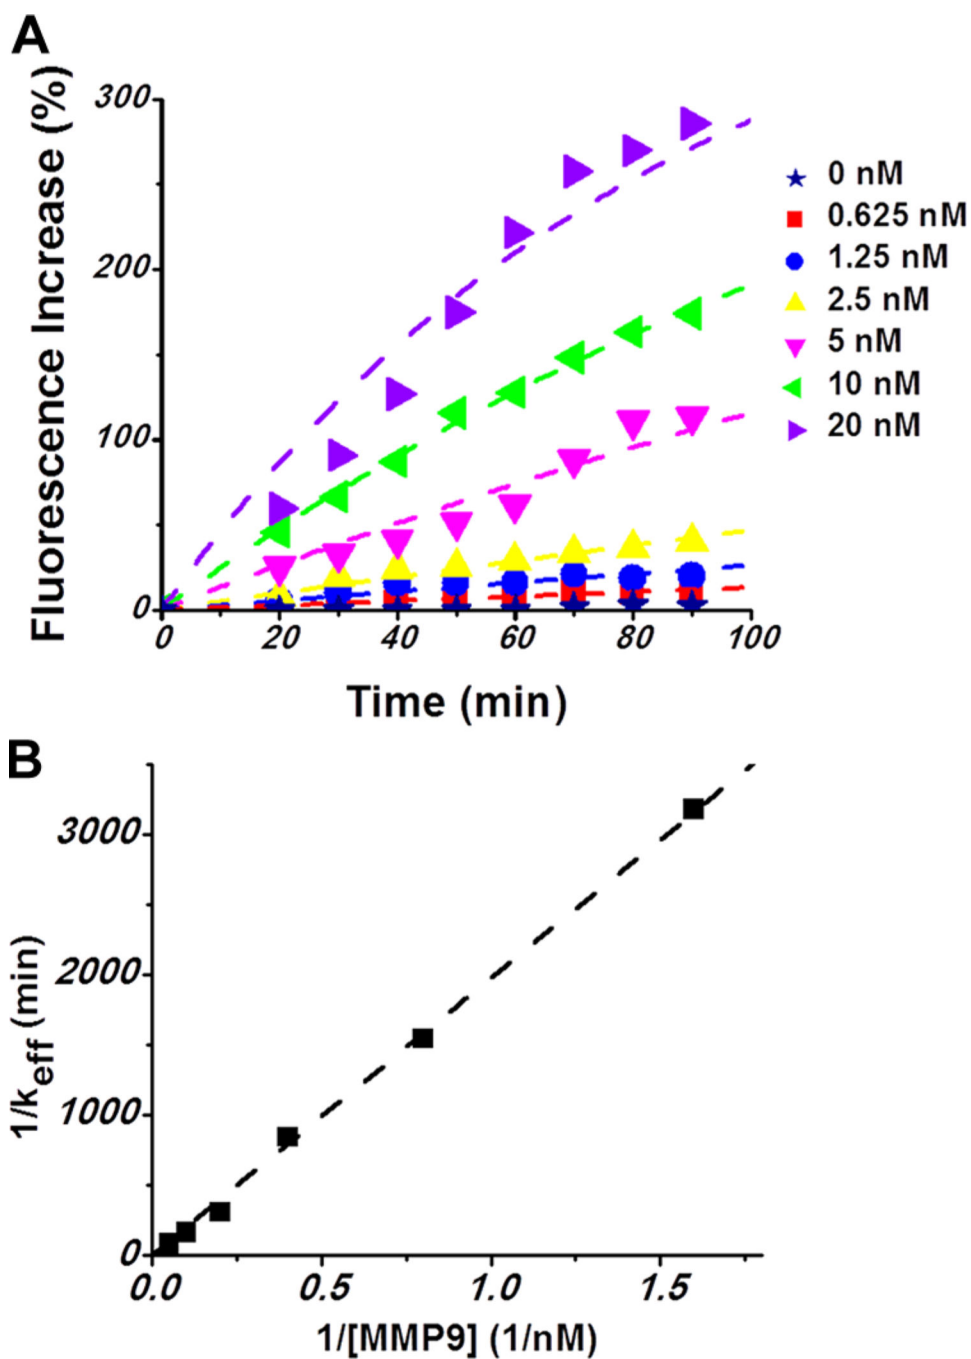 A
Fluorescence Increase (%)
300
200
100
0
0 20 40 60 80 100
Time (min)
0 nM
0.625 nM
1.25 nM
2.5 nM
5 nM
10 nM
20 nM
B
1/keff (min)
3000
2000
1000
0
0.0 0.5 1.0 1.5
1/[MMP9] (1/nM)